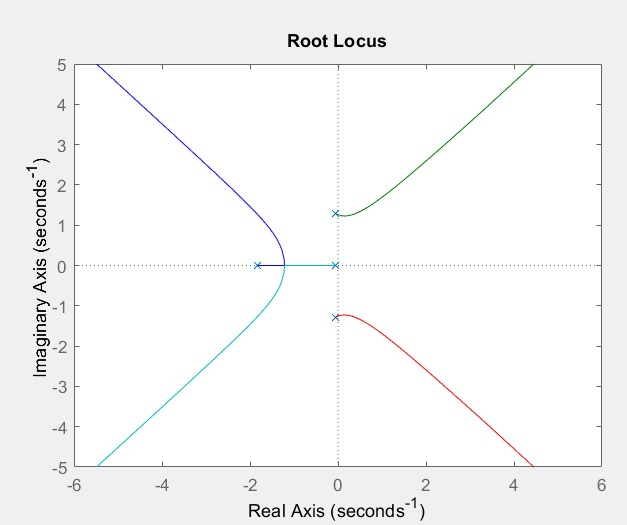 Root Locus
Imaginary Axis (seconds⁻¹)
5
4
3
2
1
0
-1
-2
-3
-4
-5
-6 -4 -2 0 2 4 6
Real Axis (seconds⁻¹)